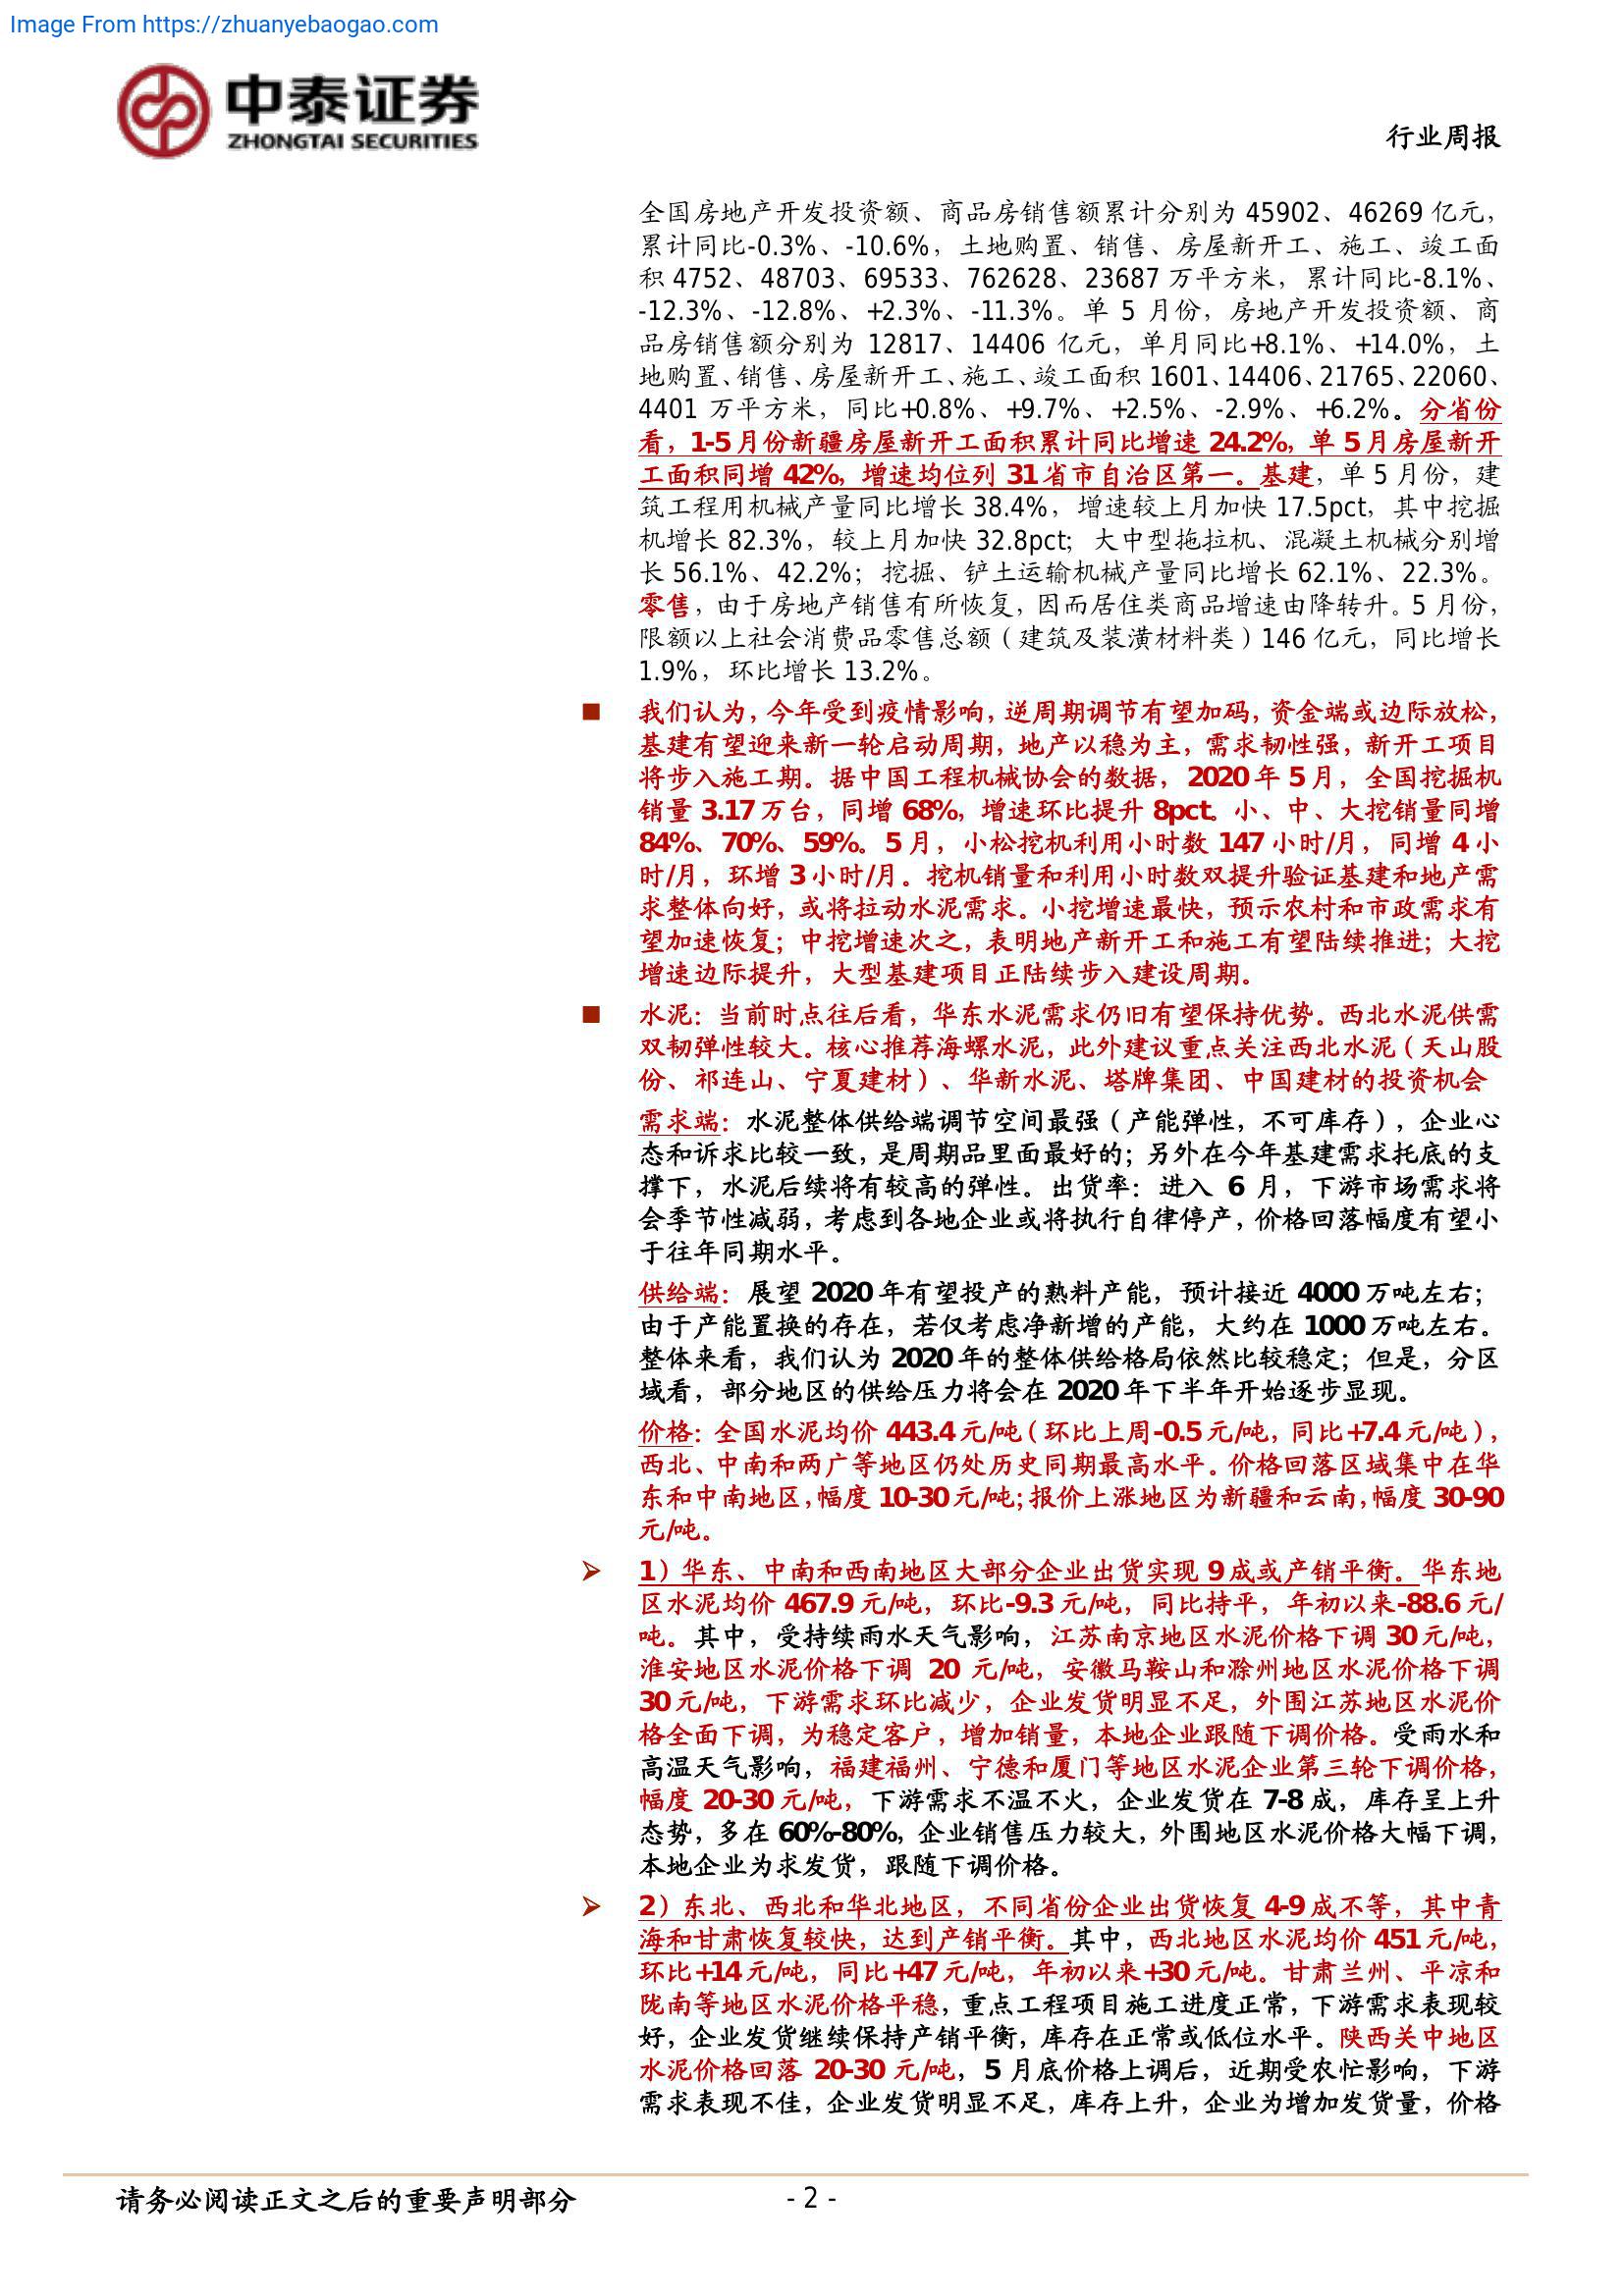 Image From https://zhuanyebaogao.com
中泰证券
ZHONGTAI SECURITIES
行业周报
全国房地产开发投资额、商品房销售额累计分别为 45902、46269 亿元，
累计同比-0.3%、-10.6%，土地购置、销售、房屋新开工、施工、竣工面
积 4752、48703、69533、762628、23687 万平方米，累计同比-8.1%、
-12.3%、-12.8%、+2.3%、-11.3%。单 5 月份，房地产开发投资额、商
品房销售额分别为 12817、14406 亿元，单月同比+8.1%、+14.0%，土
地购置、销售、房屋新开工、施工、竣工面积 1601、14406、21765、22060、
4401 万平方米，同比+0.8%、+9.7%、+2.5%、-2.9%、+6.2%。分省份
看，1-5 月份新疆房屋新开工面积累计同比增速 24.2%，单 5 月房屋新开
工面积同增 42%，增速均位列 31 省市自治区第一。基建，单 5 月份，建
筑工程用机械产量同比增长 38.4%，增速较上月加快 17.5pct，其中挖掘
机增长 82.3%，较上月加快 32.8pct；大中型拖拉机、混凝土机械分别增
长 56.1%、42.2%；挖掘、铲土运输机械产量同比增长 62.1%、22.3%。
零售，由于房地产销售有所恢复，因而居住类商品增速由降转升。5 月份，
限额以上社会消费品零售总额（建筑及装潢材料类）146 亿元，同比增长
1.9%，环比增长 13.2%。
■ 我们认为，今年受到疫情影响，逆周期调节有望加码，资金端或边际放松，
基建有望迎来新一轮启动周期，地产以稳为主，需求韧性强，新开工项目
将步入施工期。据中国工程机械协会的数据，2020 年 5 月，全国挖掘机
销量 3.17 万台，同增 68%，增速环比提升 8pct。小、中、大挖销量同增
84%、70%、59%。5 月，小松挖机利用小时数 147 小时/月，同增 4 小
时/月，环增 3 小时/月。挖机销量和利用小时数双提升验证基建和地产需
求整体向好，或将拉动水泥需求。小挖增速最快，预示农村和市政需求有
望加速恢复；中挖增速次之，表明地产新开工和施工有望陆续推进；大挖
增速边际提升，大型基建项目正陆续步入建设周期。
■ 水泥：当前时点往后看，华东水泥需求仍旧有望保持优势。西北水泥供需
双韧弹性较大。核心推荐海螺水泥，此外建议重点关注西北水泥（天山股
份、祁连山、宁夏建材）、华新水泥、塔牌集团、中国建材的投资机会
需求端：水泥整体供给端调节空间最强（产能弹性，不可库存），企业心
态和诉求比较一致，是周期品里面最好的；另外在今年基建需求托底的支
撑下，水泥后续将有较高的弹性。出货率：进入 6 月，下游市场需求将
会季节性减弱，考虑到各地企业或将执行自律停产，价格回落幅度有望小
于往年同期水平。
供给端：展望 2020 年有望投产的熟料产能，预计接近 4000 万吨左右；
由于产能置换的存在，若仅考虑净新增的产能，大约在 1000 万吨左右。
整体来看，我们认为 2020 年的整体供给格局依然比较稳定；但是，分区
域看，部分地区的供给压力将会在 2020 年下半年开始逐步显现。
价格：全国水泥均价 443.4 元/吨（环比上周-0.5 元/吨，同比+7.4 元/吨），
西北、中南和两广等地区仍处历史同期最高水平。价格回落区域集中在华
东和中南地区，幅度 10-30 元/吨；报价上涨地区为新疆和云南，幅度 30-90
元/吨。
➢ 1）华东、中南和西南地区大部分企业出货实现 9 成或产销平衡。华东地
区水泥均价 467.9 元/吨，环比-9.3 元/吨，同比持平，年初以来-88.6 元/
吨。其中，受持续雨水天气影响，江苏南京地区水泥价格下调 30 元/吨，
淮安地区水泥价格下调 20 元/吨，安徽马鞍山和滁州地区水泥价格下调
30 元/吨，下游需求环比减少，企业发货明显不足，外围江苏地区水泥价
格全面下调，为稳定客户，增加销量，本地企业跟随下调价格。受雨水和
高温天气影响，福建福州、宁德和厦门等地区水泥企业第三轮下调价格，
幅度 20-30 元/吨，下游需求不温不火，企业发货在 7-8 成，库存呈上升
态势，多在 60%-80%，企业销售压力较大，外围地区水泥价格大幅下调，
本地企业为求发货，跟随下调价格。
➢ 2）东北、西北和华北地区，不同省份企业出货恢复 4-9 成不等，其中青
海和甘肃恢复较快，达到产销平衡。其中，西北地区水泥均价 451 元/吨，
环比+14 元/吨，同比+47 元/吨，年初以来+30 元/吨。甘肃兰州、平凉和
陇南等地区水泥价格平稳，重点工程项目施工进度正常，下游需求表现较
好，企业发货继续保持产销平衡，库存在正常或低位水平。陕西关中地区
水泥价格回落 20-30 元/吨，5 月底价格上调后，近期受农忙影响，下游
需求表现不佳，企业发货明显不足，库存上升，企业为增加发货量，价格
请务必阅读正文之后的重要声明部分
- 2 -